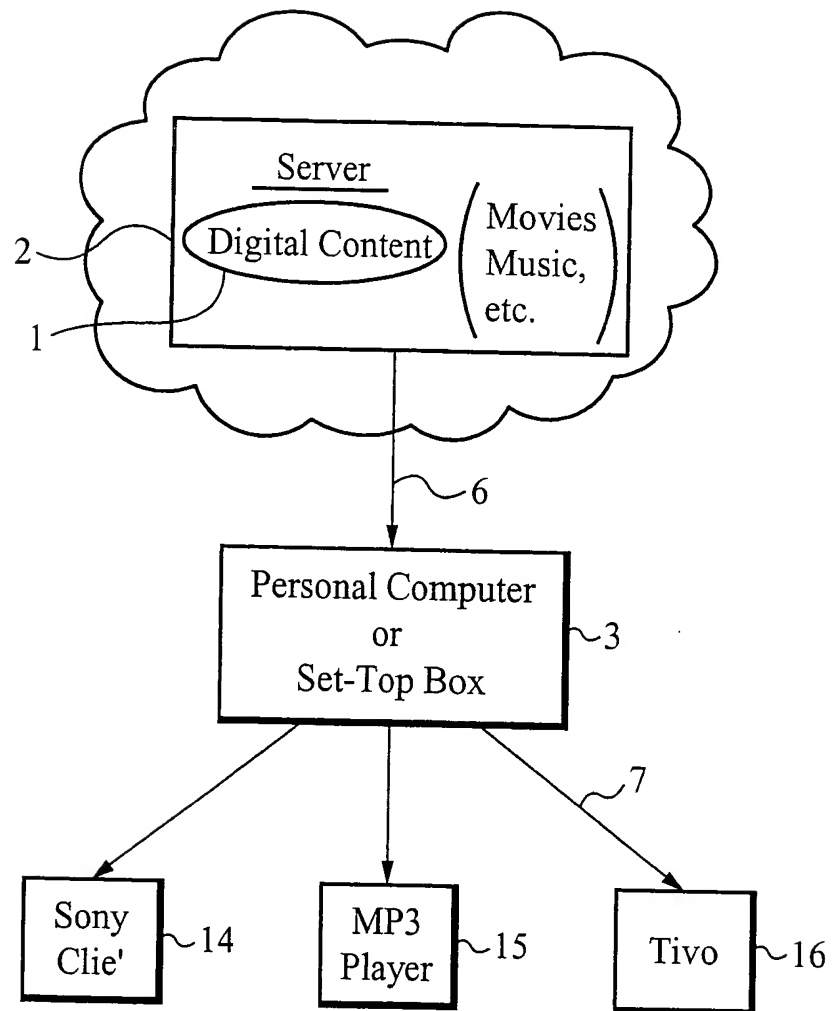 Server
Digital Content
Movies
Music,
etc.
2
1
6
Personal Computer
or
Set-Top Box
3
7
Sony
Clie'
14
MP3
Player
15
Tivo
16